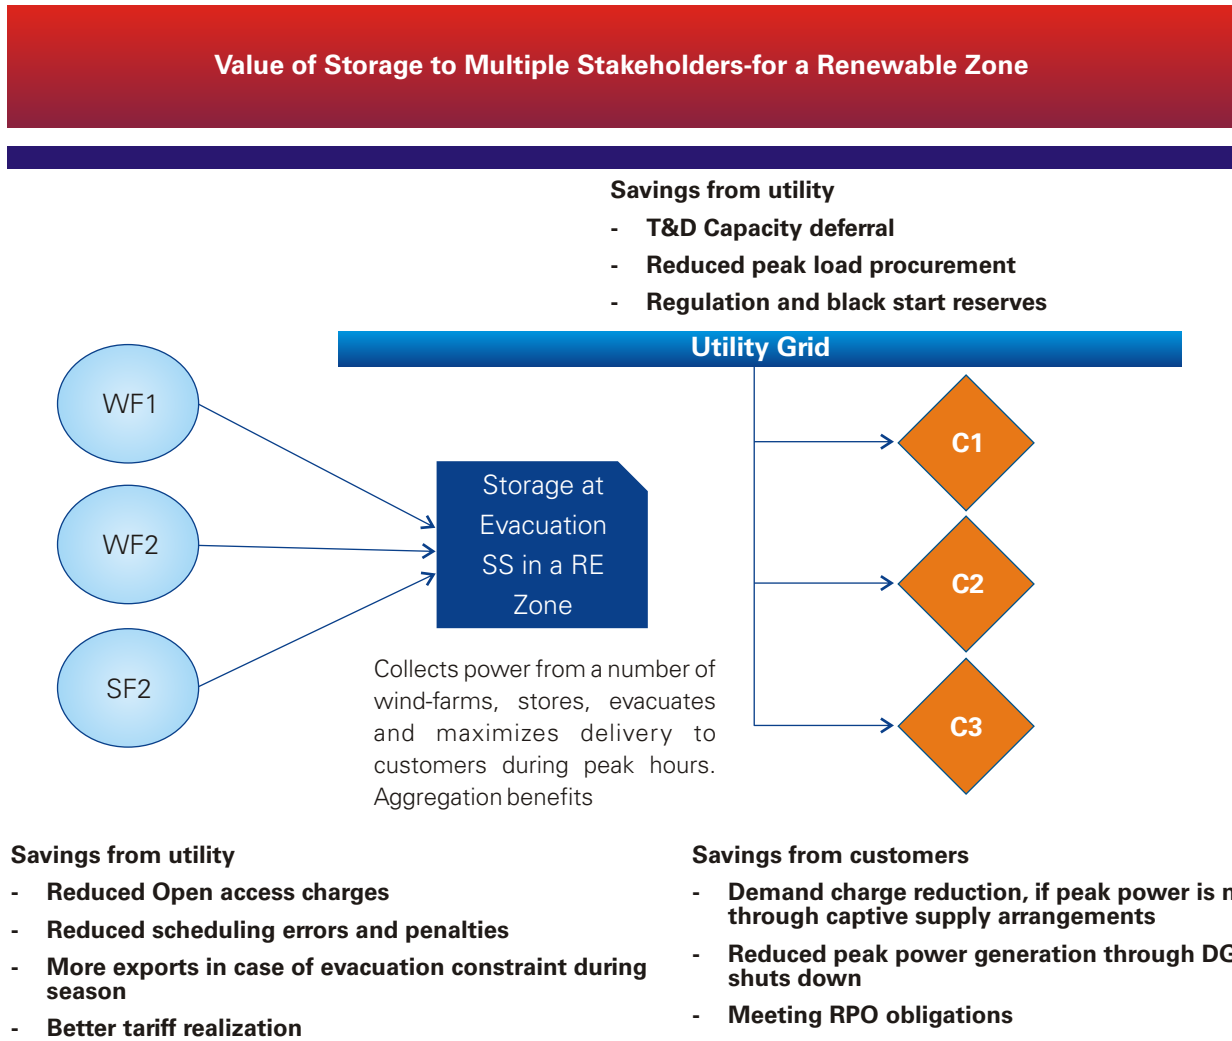 Value of Storage to Multiple Stakeholders-for a Renewable Zone
Savings from utility
- T&D Capacity deferral
- Reduced peak load procurement
- Regulation and black start reserves
Utility Grid
WF1
WF2
SF2
Storage at
Evacuation
SS in a RE
Zone
C1
C2
C3
Collects power from a number of
wind-farms, stores, evacuates
and maximizes delivery to
customers during peak hours.
Aggregation benefits
Savings from utility
- Reduced Open access charges
- Reduced scheduling errors and penalties
- More exports in case of evacuation constraint during
season
- Better tariff realization
Savings from customers
- Demand charge reduction, if peak power is
through captive supply arrangements
- Reduced peak power generation through DG
shuts down
- Meeting RPO obligations